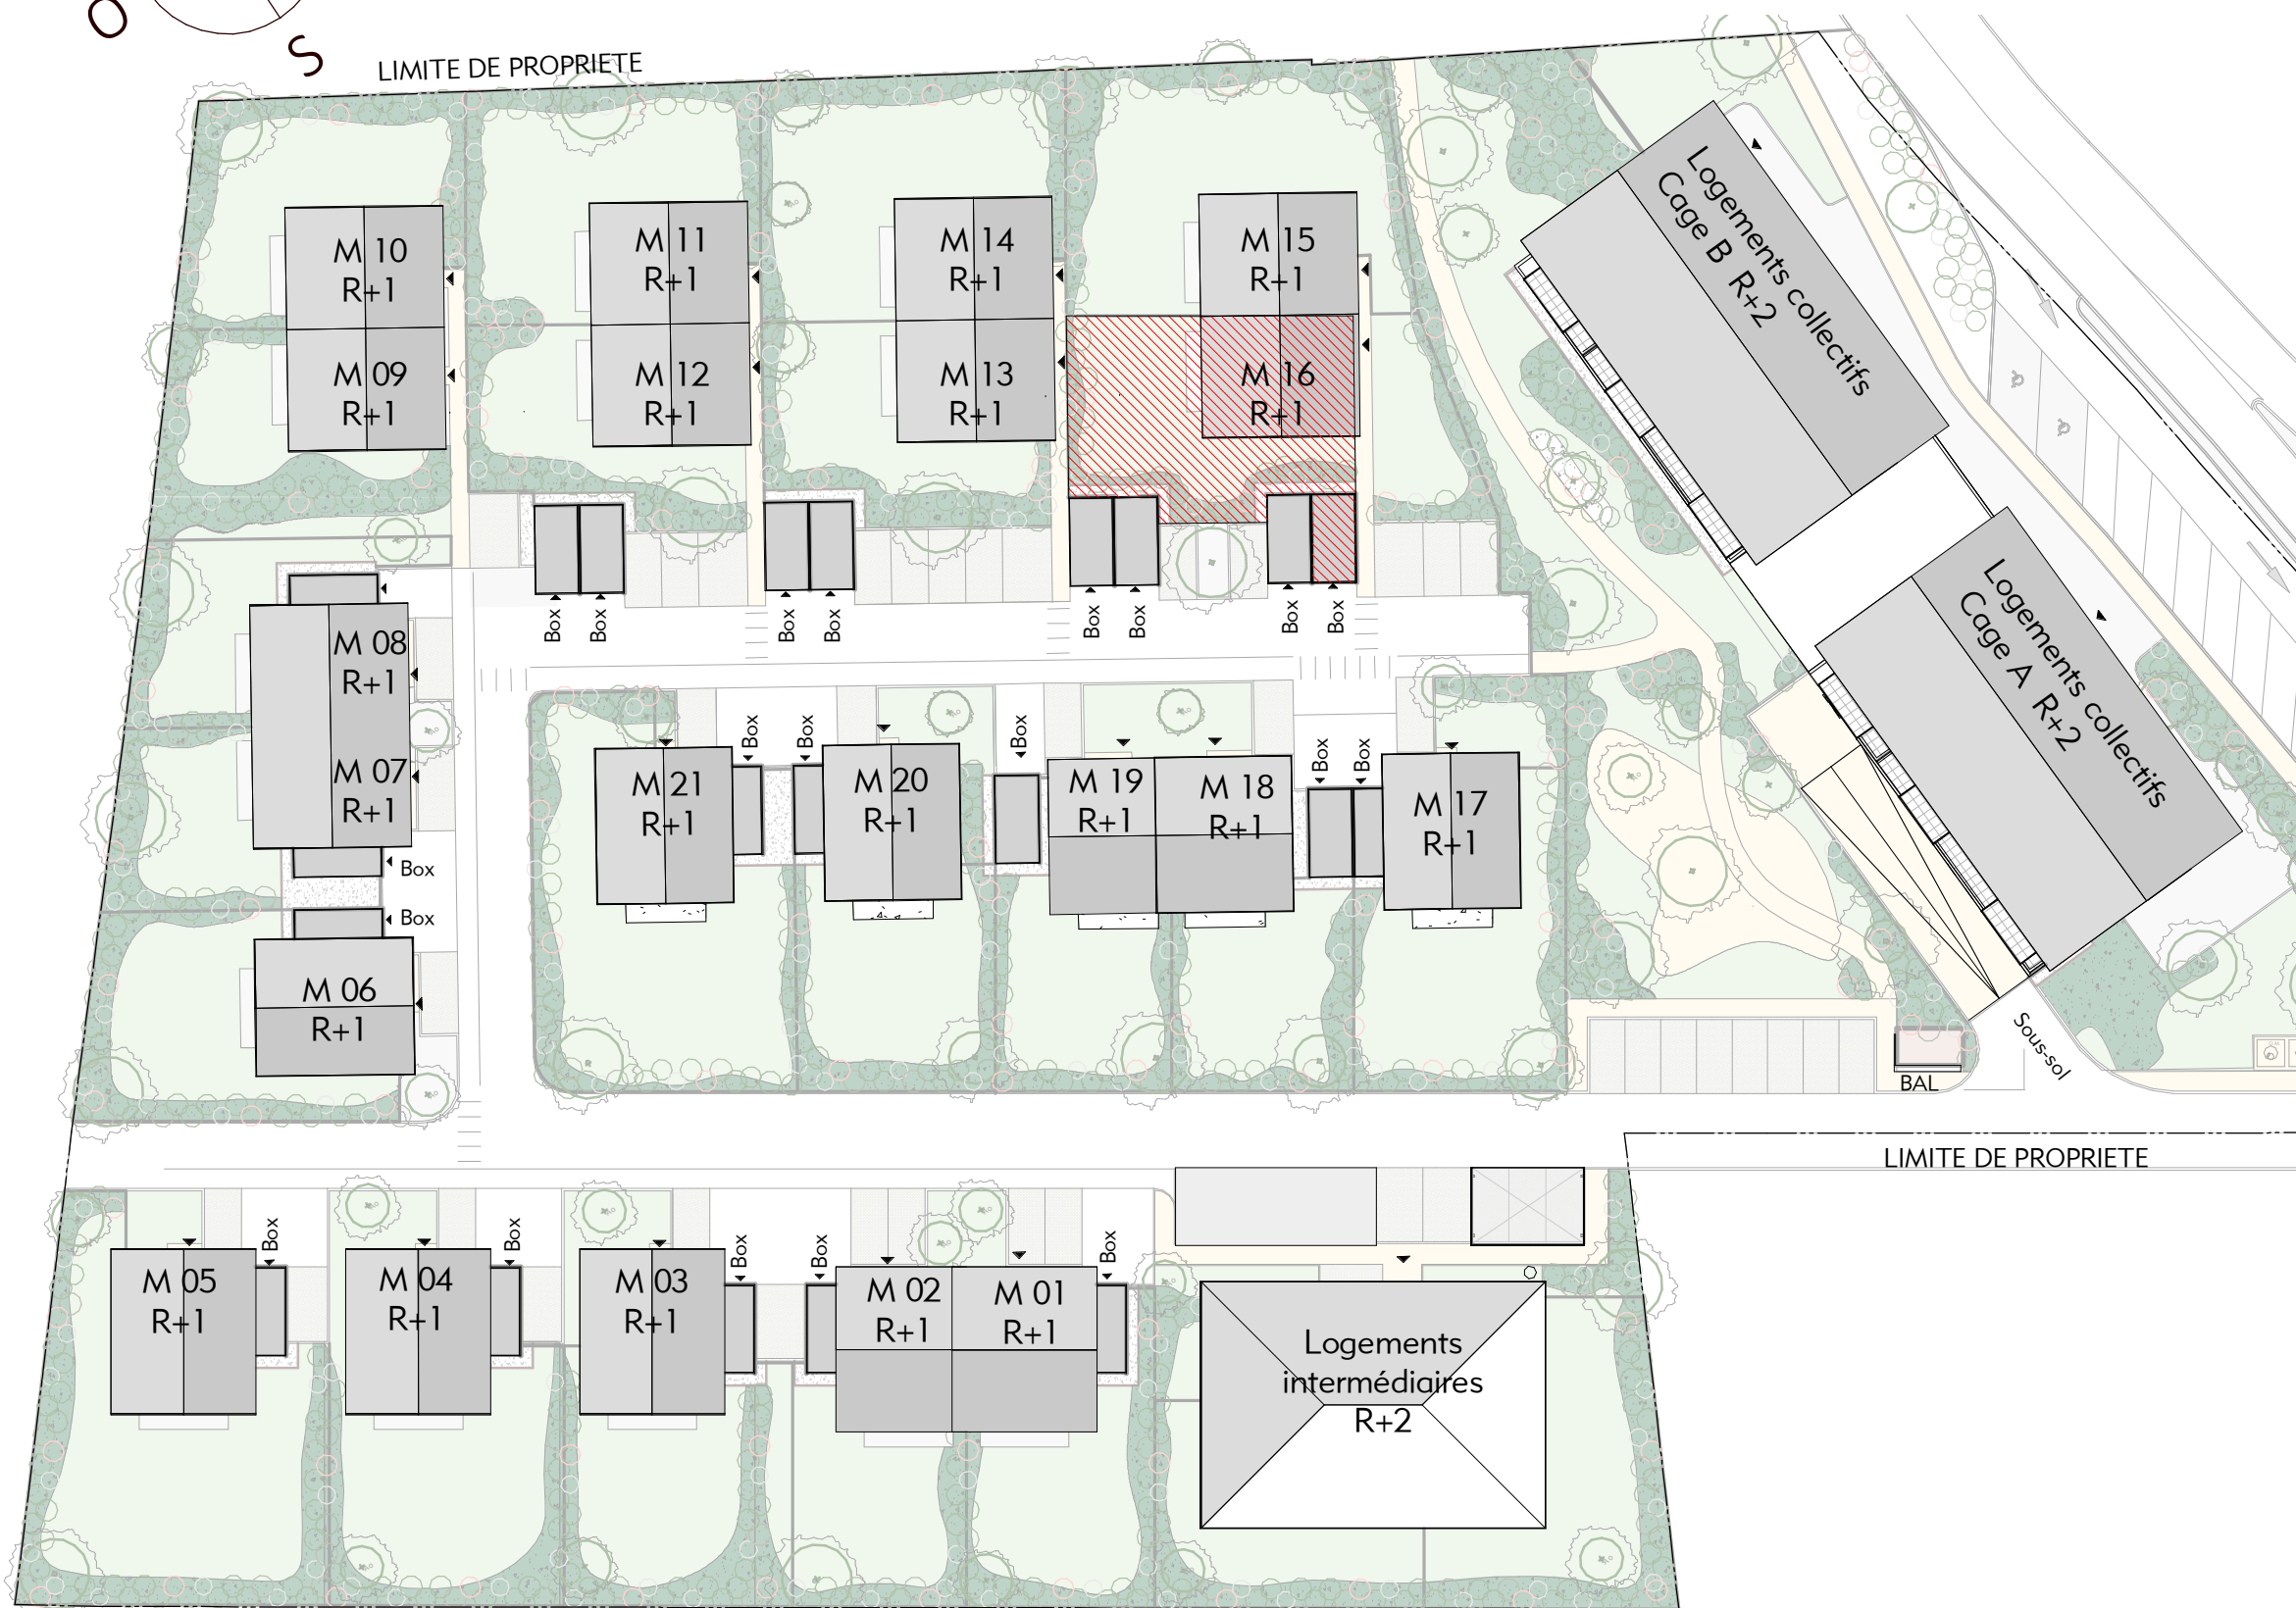 O
S
LIMITE DE PROPRIETE
M 10
R+1
M 11
R+1
M 14
R+1
M 15
R+1
Logements collectifs
Cage B R+2
M 09
R+1
M 12
R+1
M 13
R+1
M 16
R+1
Box
Box
Box
Box
Box
Box
Box
Box
Logements collectifs
Cage A R+2
M 08
R+1
M 07
R+1
Box
Box
M 06
R+1
M 21
R+1
Box
Box
M 20
R+1
Box
M 19
R+1
M 18
R+1
Box
Box
M 17
R+1
Sous-sol
BAL
LIMITE DE PROPRIETE
M 05
R+1
Box
M 04
R+1
Box
M 03
R+1
Box
Box
M 02
R+1
M 01
R+1
Box
Logements
intermédiaires
R+2